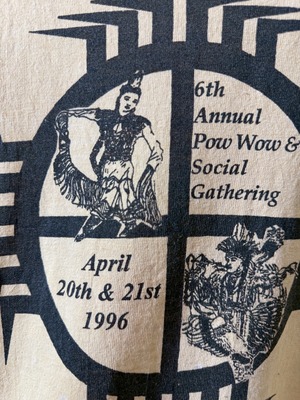 6th
Annual
Pow Wow &
Social
Gathering
April
20th & 21st
1996